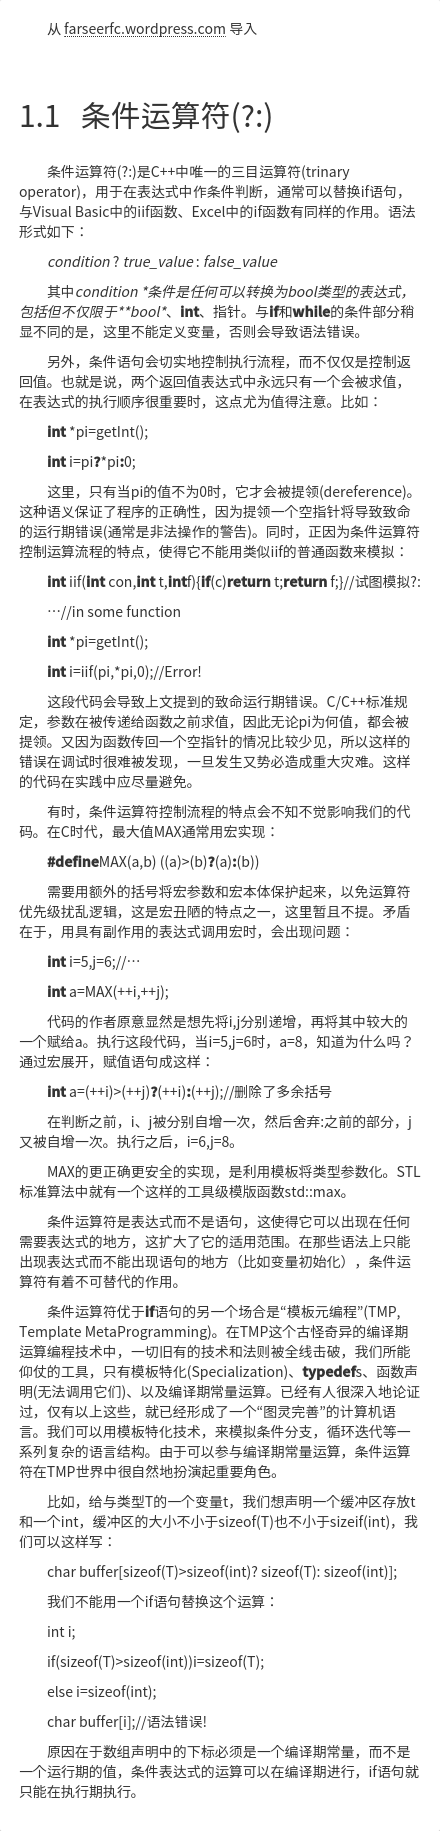 从 farseerfc.wordpress.com 导入
1.1 条件运算符(?:)
条件运算符(?:)是C++中唯一的三目运算符(trinary
operator)，用于在表达式中作条件判断，通常可以替换if语句，
与Visual Basic中的iif函数、Excel中的if函数有同样的作用。语法
形式如下：
condition ? true_value : false_value
其中condition *条件是任何可以转换为bool类型的表达式，
包括但不仅限于**bool*、int、指针。与if和while的条件部分稍
显不同的是，这里不能定义变量，否则会导致语法错误。
另外，条件语句会切实地控制执行流程，而不仅仅是控制返
回值。也就是说，两个返回值表达式中永远只有一个会被求值，
在表达式的执行顺序很重要时，这点尤为值得注意。比如：
int *pi=getInt();
int i=pi?*pi:0;
这里，只有当pi的值不为0时，它才会被提领(dereference)。
这种语义保证了程序的正确性，因为提领一个空指针将导致致命
的运行期错误(通常是非法操作的警告)。同时，正因为条件运算符
控制运算流程的特点，使得它不能用类似iif的普通函数来模拟：
int iif(int con,int t,intf){if(c)return t;return f;}//试图模拟?:
…//in some function
int *pi=getInt();
int i=iif(pi,*pi,0);//Error!
这段代码会导致上文提到的致命运行期错误。C/C++标准规
定，参数在被传递给函数之前求值，因此无论pi为何值，都会被
提领。又因为函数传回一个空指针的情况比较少见，所以这样的
错误在调试时很难被发现，一旦发生又势必造成重大灾难。这样
的代码在实践中应尽量避免。
有时，条件运算符控制流程的特点会不知不觉影响我们的代
码。在C时代，最大值MAX通常用宏实现：
#defineMAX(a,b) ((a)>(b)?(a):(b))
需要用额外的括号将宏参数和宏本体保护起来，以免运算符
优先级扰乱逻辑，这是宏丑陋的特点之一，这里暂且不提。矛盾
在于，用具有副作用的表达式调用宏时，会出现问题：
int i=5,j=6;//…
int a=MAX(++i,++j);
代码的作者原意显然是想先将i,j分别递增，再将其中较大的
一个赋给a。执行这段代码，当i=5,j=6时，a=8，知道为什么吗？
通过宏展开，赋值语句成这样：
int a=(++i)>(++j)?(++i):(++j);//删除了多余括号
在判断之前，i、j被分别自增一次，然后舍弃:之前的部分，j
又被自增一次。执行之后，i=6,j=8。
MAX的更正确更安全的实现，是利用模板将类型参数化。STL
标准算法中就有一个这样的工具级模版函数std::max。
条件运算符是表达式而不是语句，这使得它可以出现在任何
需要表达式的地方，这扩大了它的适用范围。在那些语法上只能
出现表达式而不能出现语句的地方（比如变量初始化），条件运
算符有着不可替代的作用。
条件运算符优于if语句的另一个场合是“模板元编程”(TMP,
Template MetaProgramming)。在TMP这个古怪奇异的编译期
运算编程技术中，一切旧有的技术和法则被全线击破，我们所能
仰仗的工具，只有模板特化(Specialization)、typedefs、函数声
明(无法调用它们)、以及编译期常量运算。已经有人很深入地论证
过，仅有以上这些，就已经形成了一个“图灵完善”的计算机语
言。我们可以用模板特化技术，来模拟条件分支，循环迭代等一
系列复杂的语言结构。由于可以参与编译期常量运算，条件运算
符在TMP世界中很自然地扮演起重要角色。
比如，给与类型T的一个变量t，我们想声明一个缓冲区存放t
和一个int，缓冲区的大小不小于sizeof(T)也不小于sizeif(int)，我
们可以这样写：
char buffer[sizeof(T)>sizeof(int)? sizeof(T): sizeof(int)];
我们不能用一个if语句替换这个运算：
int i;
if(sizeof(T)>sizeof(int))i=sizeof(T);
else i=sizeof(int);
char buffer[i];//语法错误!
原因在于数组声明中的下标必须是一个编译期常量，而不是
一个运行期的值，条件表达式的运算可以在编译期进行，if语句就
只能在执行期执行。